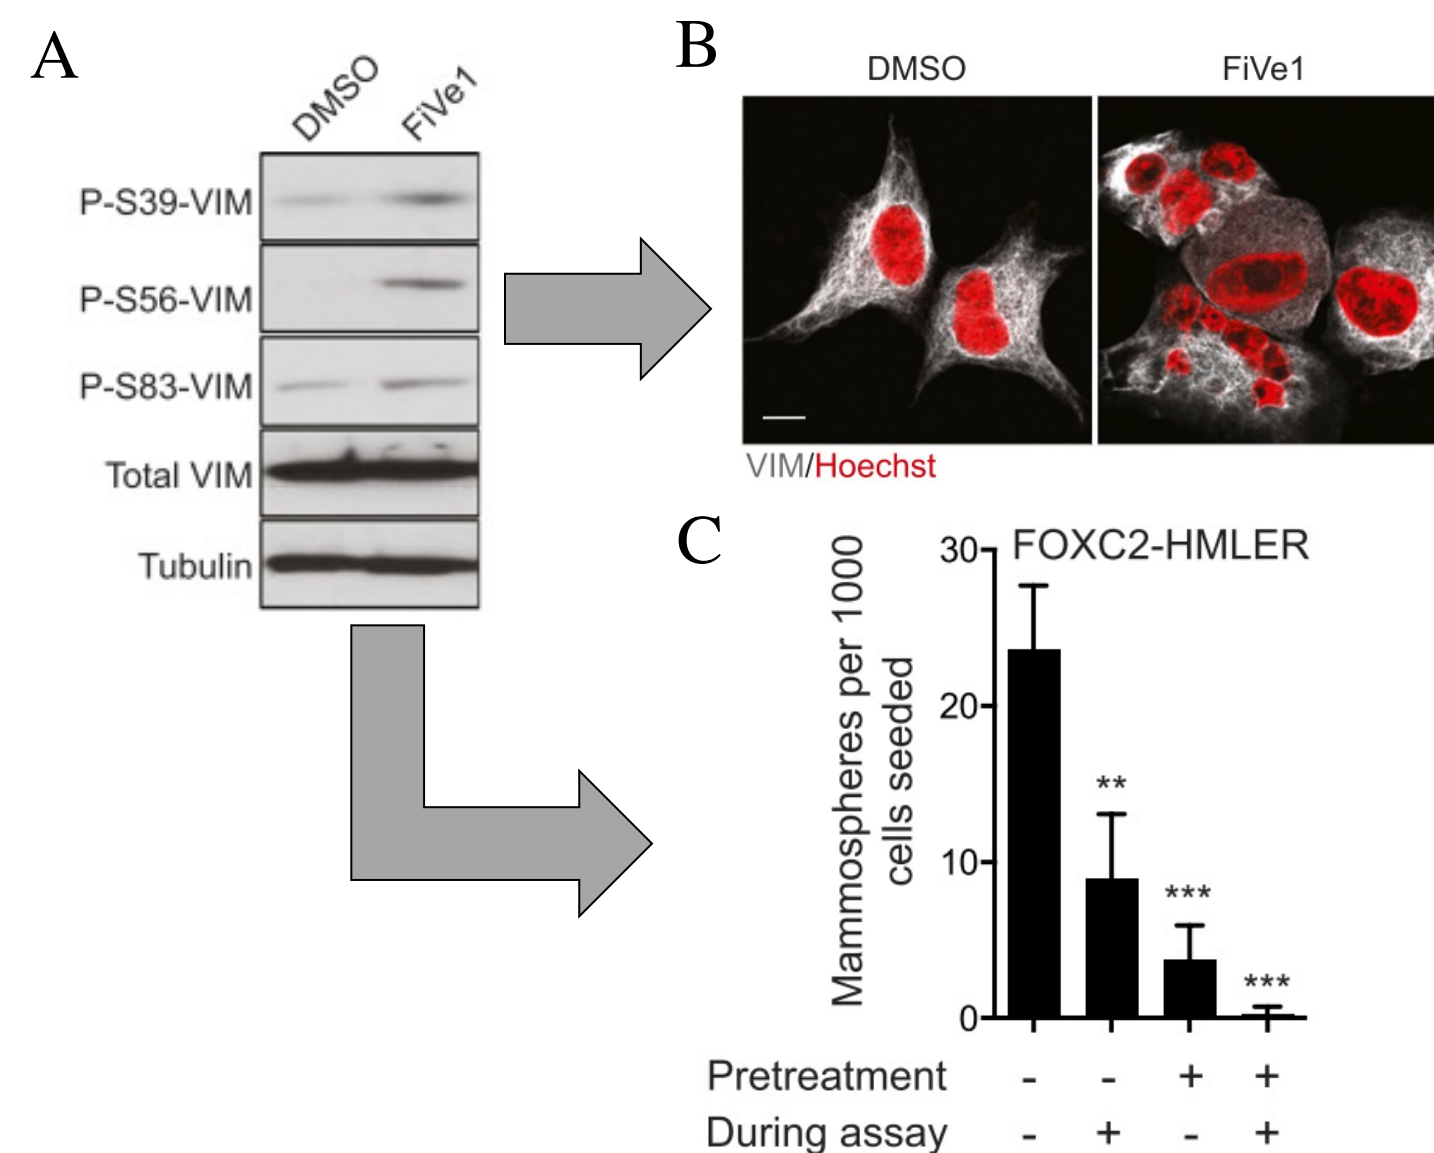 A
DMSO
FiVe1
P-S39-VIM
P-S56-VIM
P-S83-VIM
Total VIM
Tubulin
B
DMSO
FiVe1
VIM/Hoechst
C
FOXC2-HMLER
Mammospheres per 1000
cells seeded
30
20
10
0
**
***
***
Pretreatment - - + +
During assay - + - +